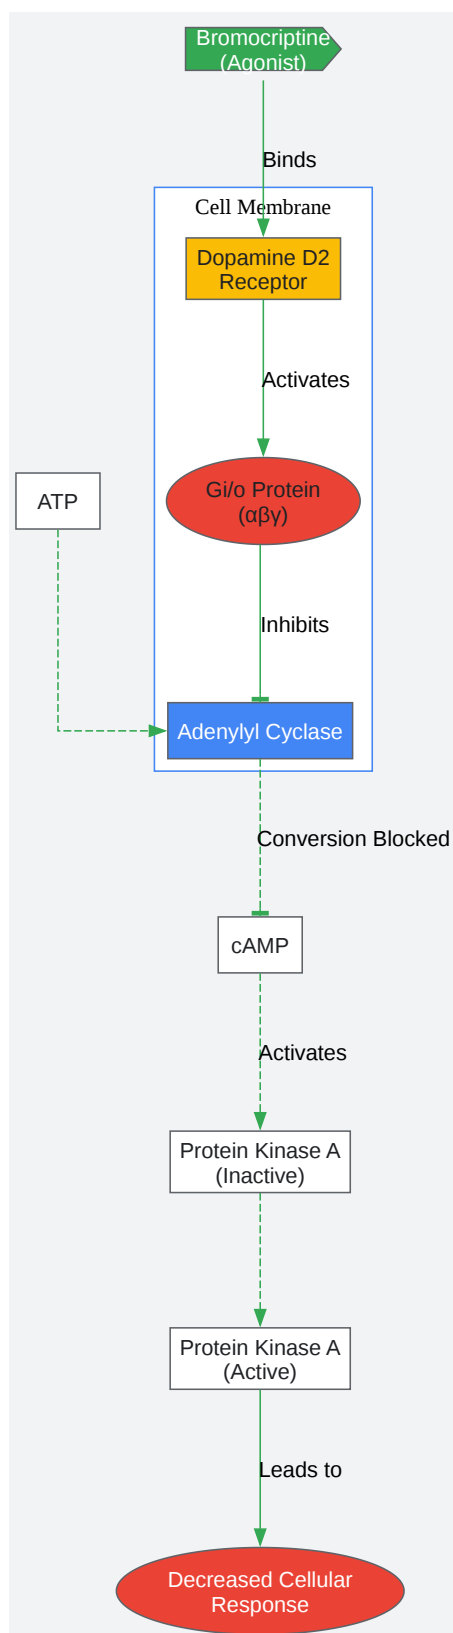 Bromocriptine
(Agonist)
Binds
Cell Membrane
Dopamine D2
Receptor
Activates
Gi/o Protein
(αβγ)
ATP
Inhibits
Adenylyl Cyclase
Conversion Blocked
cAMP
Activates
Protein Kinase A
(Inactive)
Protein Kinase A
(Active)
Leads to
Decreased Cellular
Response